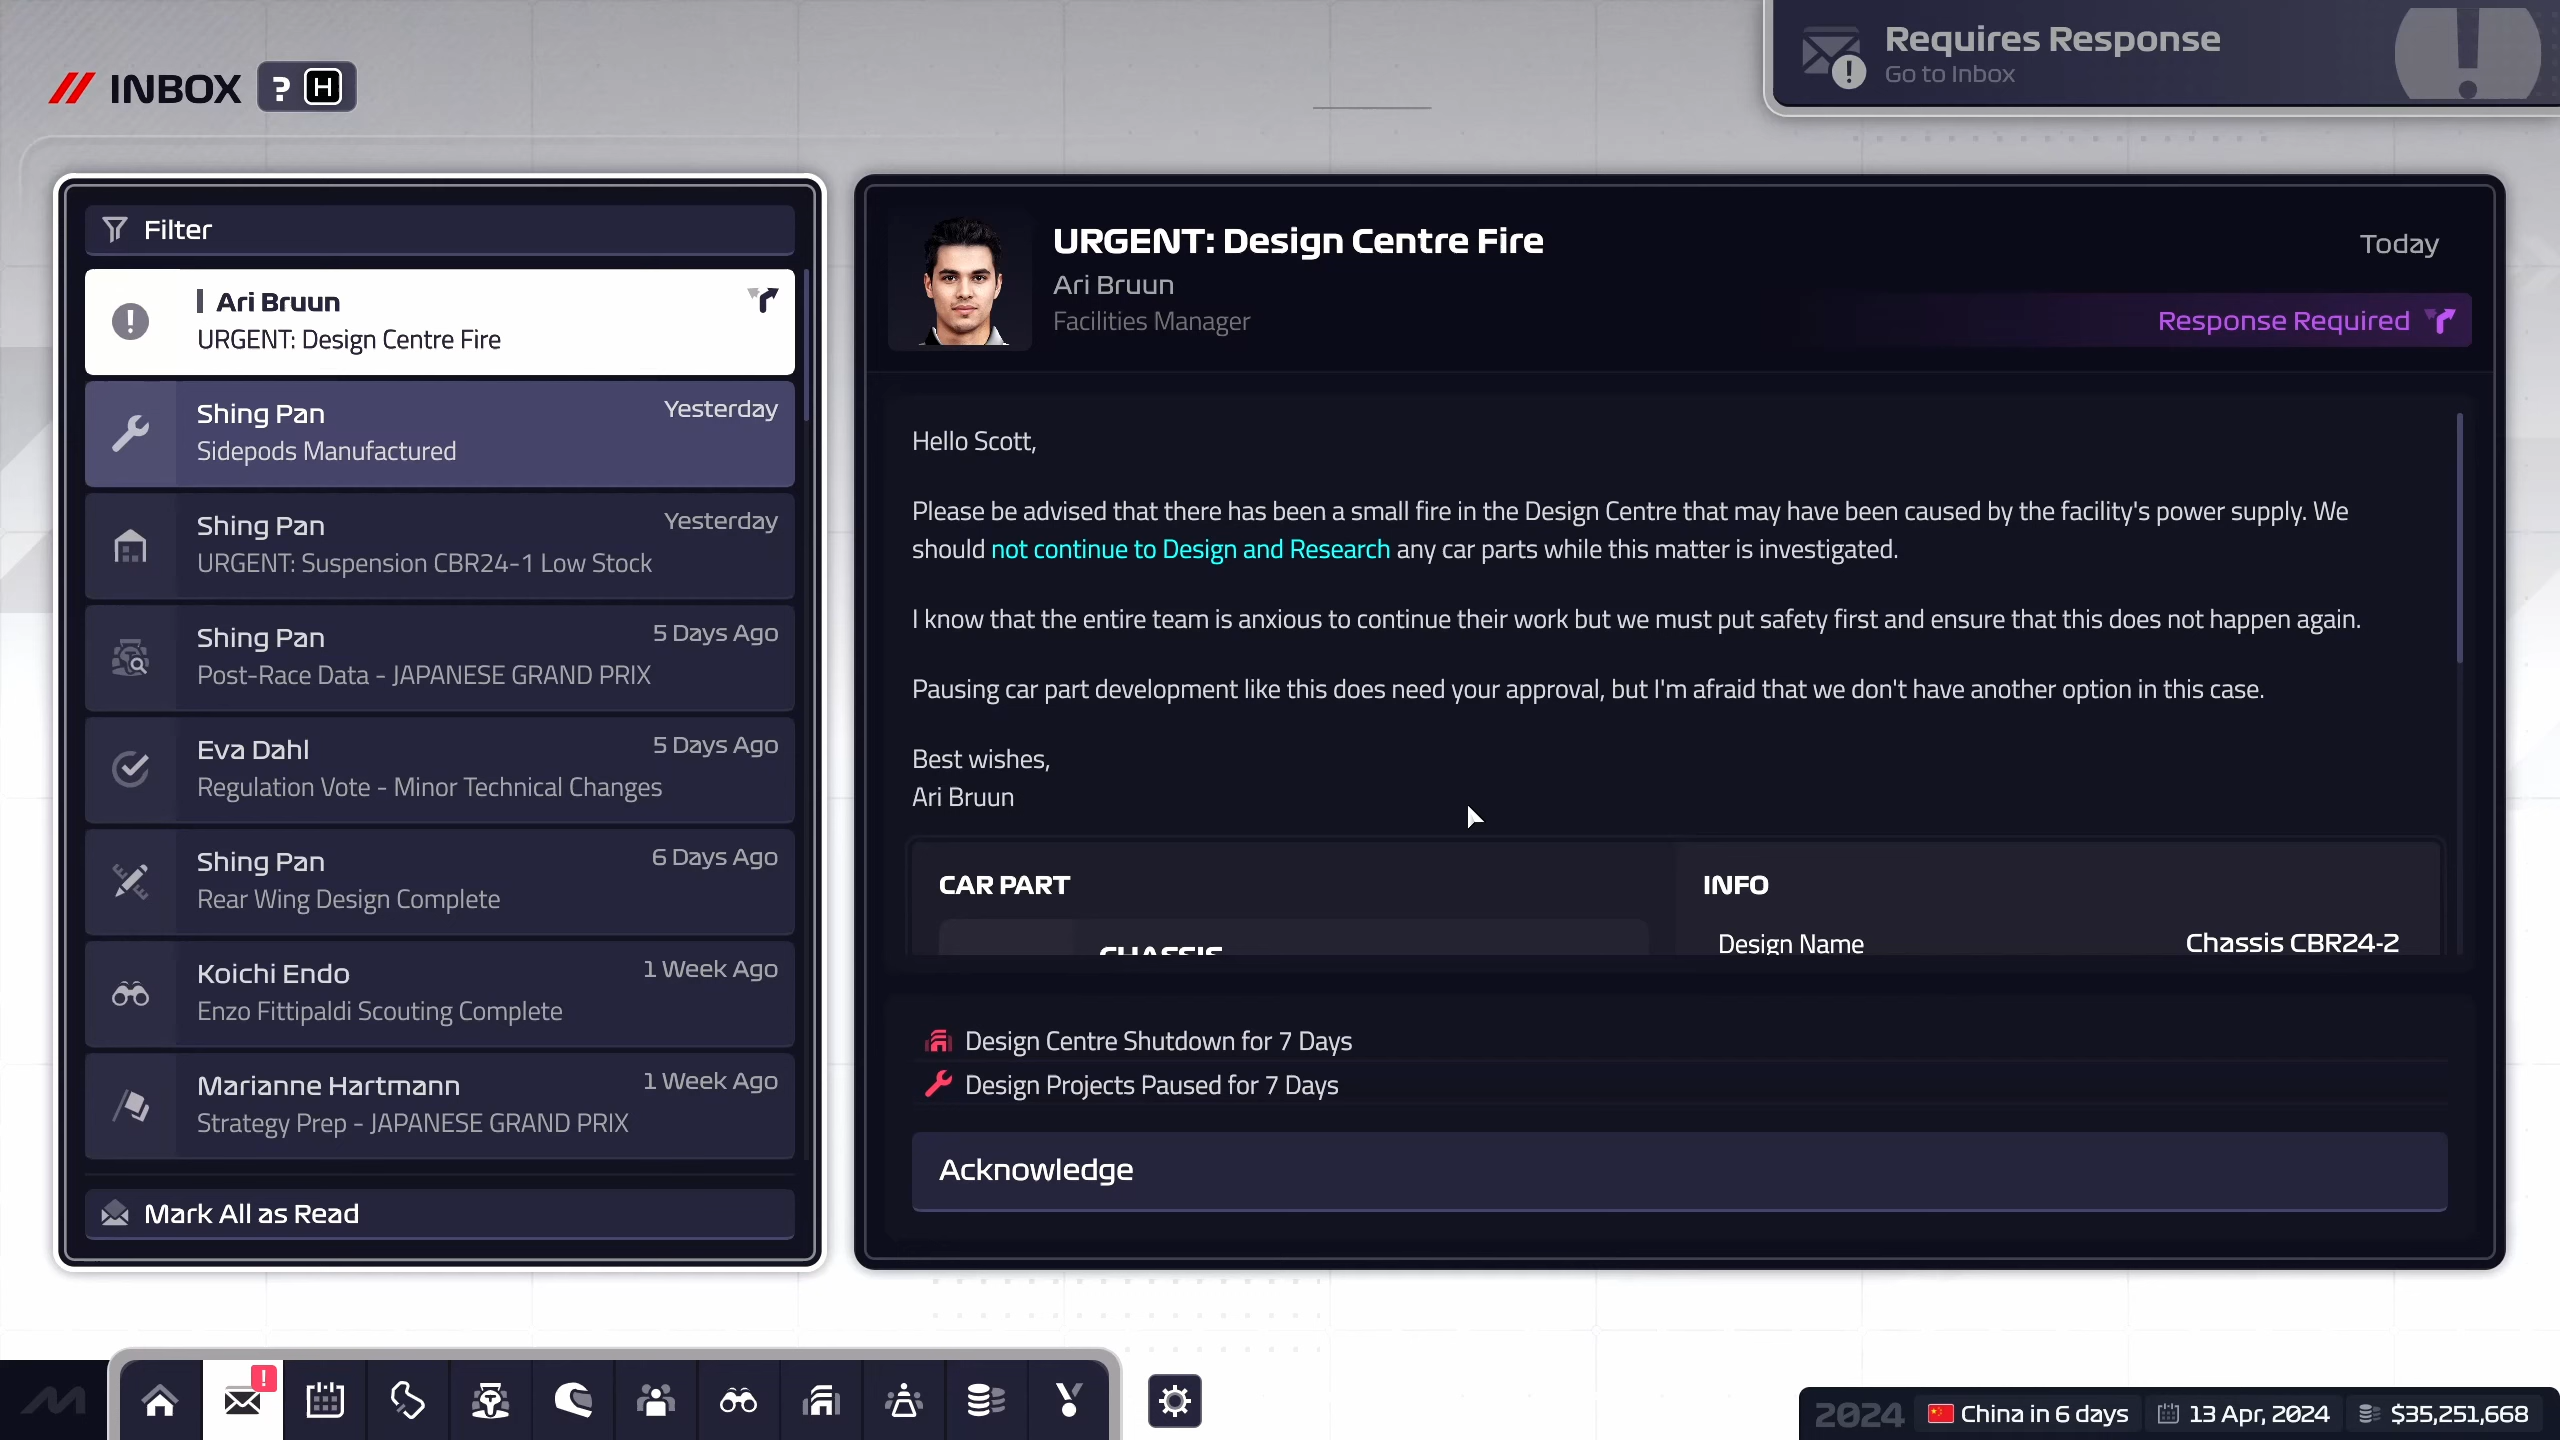 INBOX
? H
Requires Response
Go to Inbox
Filter
Ari Bruun
URGENT: Design Centre Fire
Shing Pan
Yesterday
Sidepods Manufactured
Shing Pan
Yesterday
URGENT: Suspension CBR24-1 Low Stock
Shing Pan
5 Days Ago
Post-Race Data - JAPANESE GRAND PRIX
Eva Dahl
5 Days Ago
Regulation Vote - Minor Technical Changes
Shing Pan
6 Days Ago
Rear Wing Design Complete
Koichi Endo
1 Week Ago
Enzo Fittipaldi Scouting Complete
Marianne Hartmann
1 Week Ago
Strategy Prep - JAPANESE GRAND PRIX
Mark All as Read
URGENT: Design Centre Fire
Today
Ari Bruun
Facilities Manager
Response Required
Hello Scott,
Please be advised that there has been a small fire in the Design Centre that may have been caused by the facility's power supply. We
should not continue to Design and Research any car parts while this matter is investigated.
I know that the entire team is anxious to continue their work but we must put safety first and ensure that this does not happen again.
Pausing car part development like this does need your approval, but I'm afraid that we don't have another option in this case.
Best wishes,
Ari Bruun
CAR PART
CHASSIS
INFO
Design Name
Chassis CBR24-2
Design Centre Shutdown for 7 Days
Design Projects Paused for 7 Days
Acknowledge
2024
China in 6 days
13 Apr, 2024
$35,251,668